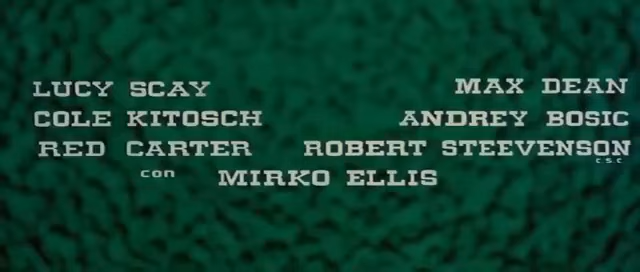 LUCY SCAY MAX DEAN
COLE KITOSCH ANDREY BOSIC
RED CARTER ROBERT STEEVENSON
C.S.C
con MIRKO ELLIS